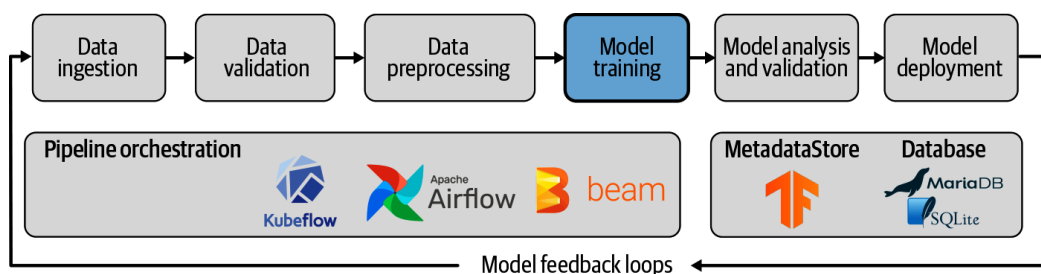 Data
ingestion
Data
validation
Data
preprocessing
Model
training
Model analysis
and validation
Model
deployment
Pipeline orchestration
Kubeflow
Apache
Airflow
beam
MetadataStore
Database
MariaDB
SQLite
Model feedback loops